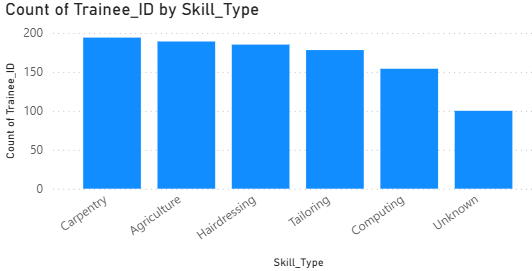 Count of Trainee_ID by Skill_Type
Count of Trainee_ID
200
150
100
50
0
Carpentry
Agriculture
Hairdressing
Tailoring
Computing
Unknown
Skill_Type